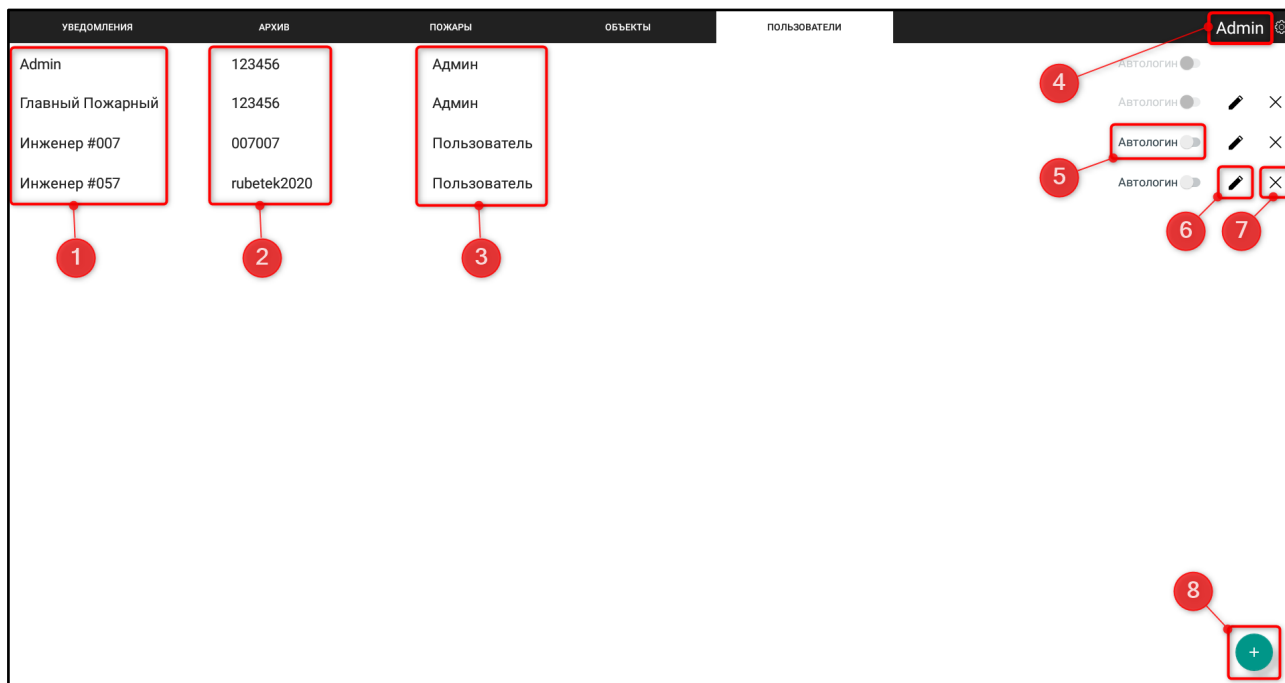 УВЕДОМЛЕНИЯ АРХИВ ПОЖАРЫ ОБЪЕКТЫ ПОЛЬЗОВАТЕЛИ Admin
Admin 123456 Админ Автологин
4
Главный Пожарный 123456 Админ Автологин
Инженер #007 007007 Пользователь Автологин
5
Инженер #057 rubetek2020 Пользователь Автологин
6 7
1 2 3
8
+